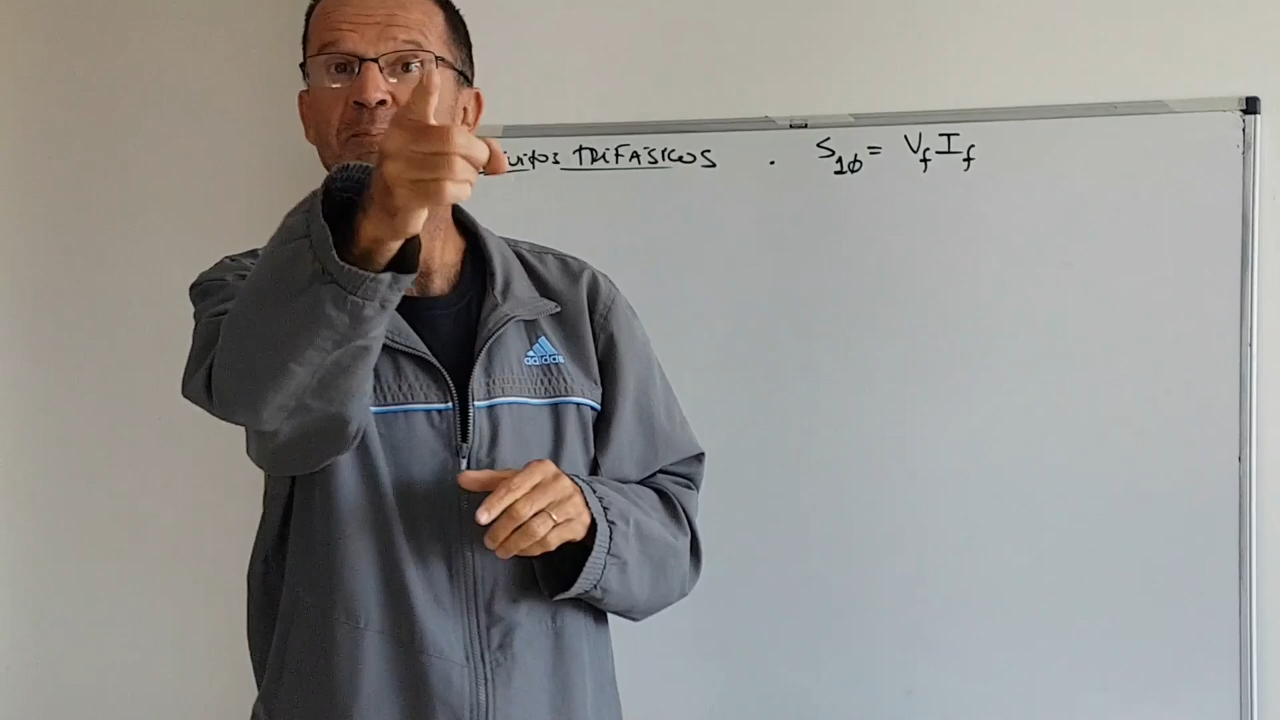 TRIFÁSICOS . S1φ = Vf If
adidas